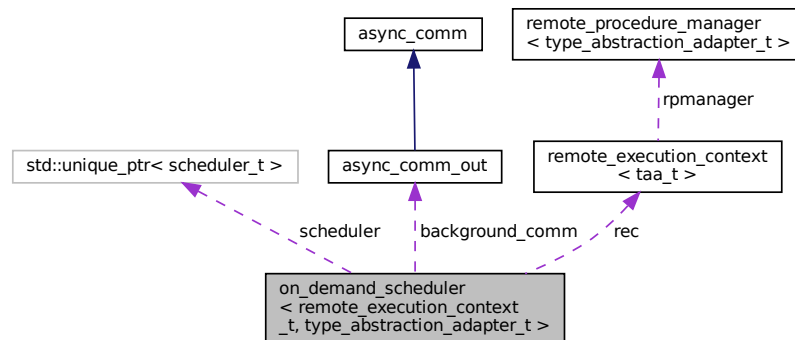 remote_procedure_manager
< type_abstraction_adapter_t >
async_comm
rpmanager
std::unique_ptr< scheduler_t >
async_comm_out
remote_execution_context
< taa_t >
scheduler
background_comm
rec
on_demand_scheduler
< remote_execution_context
_t, type_abstraction_adapter_t >